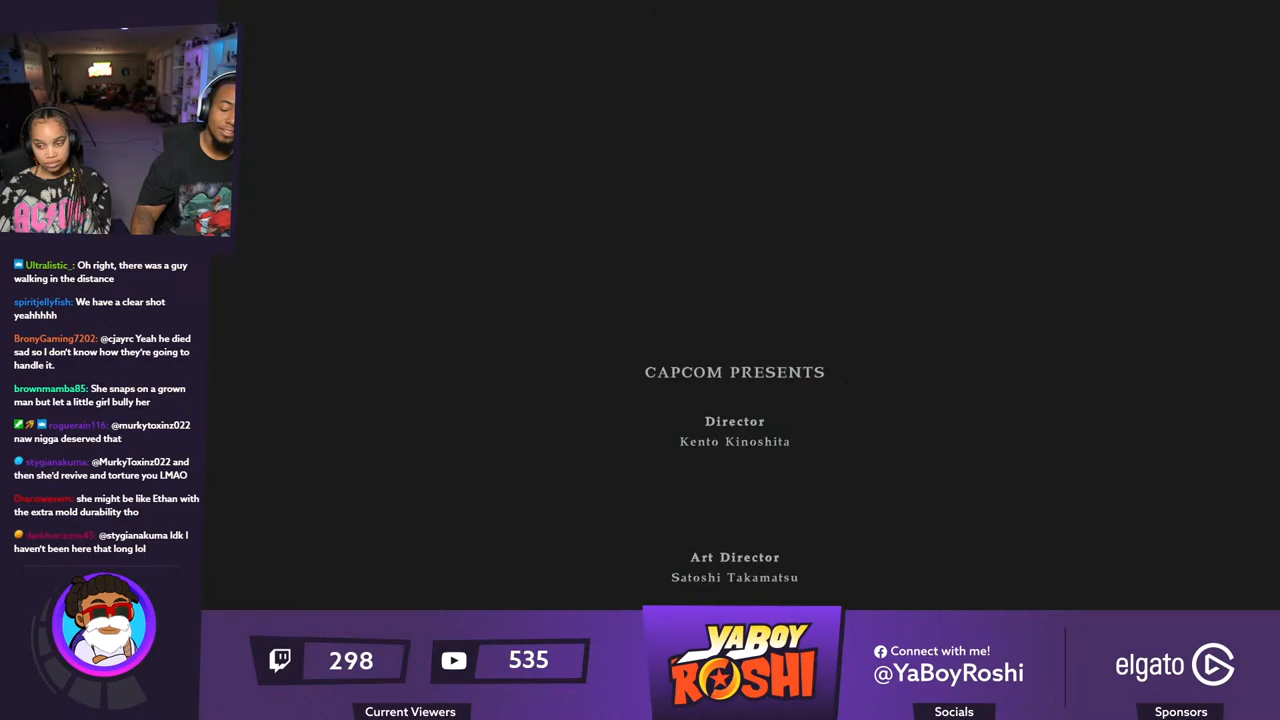 Ultralistic_: Oh right, there was a guy
walking in the distance
spiritjellyfish: We have a clear shot
yeahhhhh
BronyGaming7202: @cjayrc Yeah he died
sad so I don't know how they're going to
handle it.
brownmamba85: She snaps on a grown
man but let a little girl bully her
roguerain116: @murkytoxinz022
naw nigga deserved that
stygianakuma: @MurkyToxinz022 and
then she'd revive and torture you LMAO
Dracowavern: she might be like Ethan with
the extra mold durability tho
darkhorizons45: @stygianakuma Idk I
haven't been here that long lol
CAPCOM PRESENTS
Director
Kento Kinoshita
Art Director
Satoshi Takamatsu
298
535
Current Viewers
YABOY
ROSHI
Connect with me!
@YaBoyRoshi
Socials
elgato
Sponsors